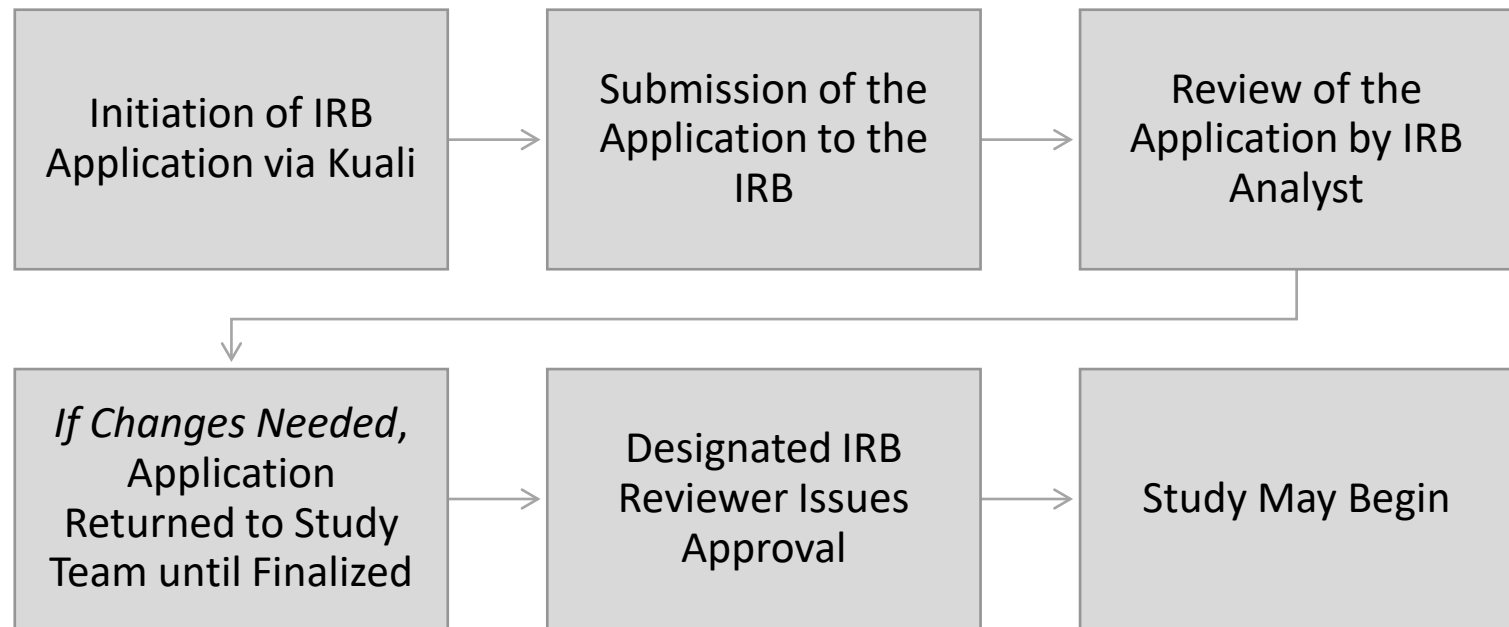 Initiation of IRB
Application via Kuali
Submission of the
Application to the
IRB
Review of the
Application by IRB
Analyst
If Changes Needed,
Application
Returned to Study
Team until Finalized
Designated IRB
Reviewer Issues
Approval
Study May Begin